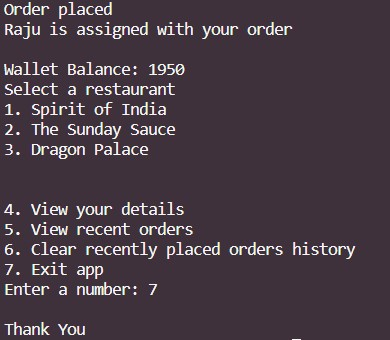 Order placed
Raju is assigned with your order
Wallet Balance: 1950
Select a restaurant
1. Spirit of India
2. The Sunday Sauce
3. Dragon Palace
4. View your details
5. View recent orders
6. Clear recently placed orders history
7. Exit app
Enter a number: 7
Thank You